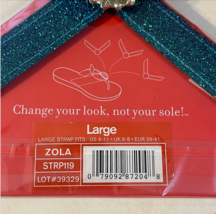 Change your look, not your sole!™
Large
LARGE STRAP FITS: US 9-11 • UK 6-8 • EUR 39-41
ZOLA
STRP119
LOT#39329
0 79092 87204 8